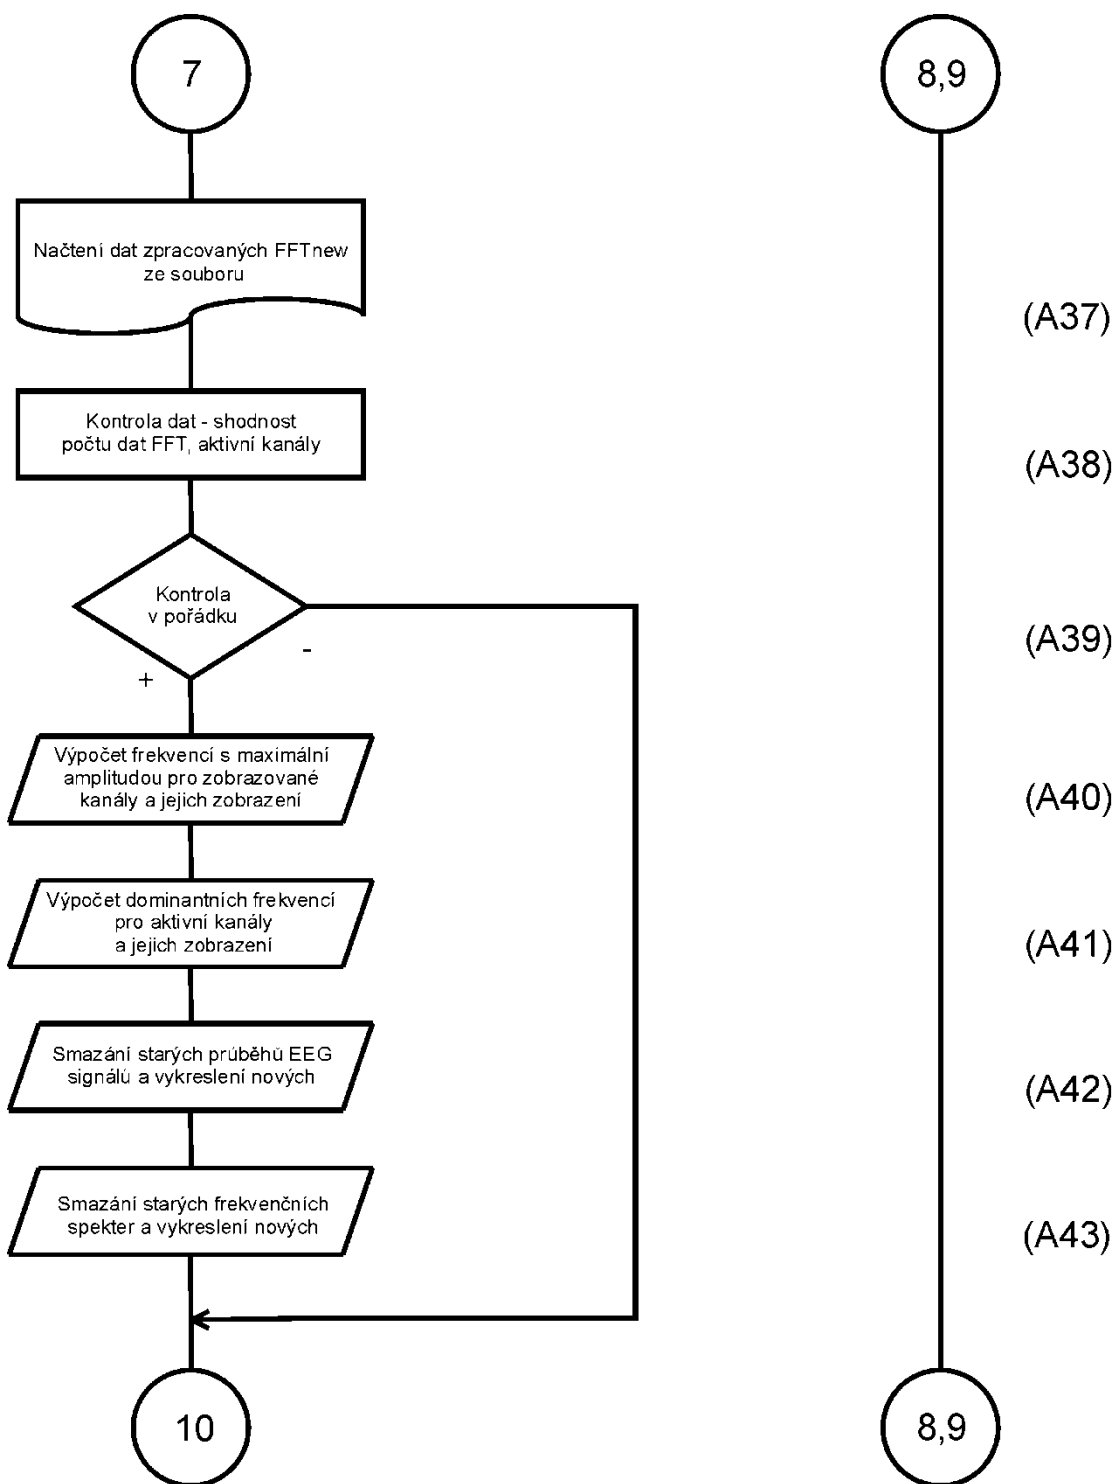 7
8,9
Načtení dat zpracovaných FFTnew
ze souboru
(A37)
Kontrola dat - shodnost
počtu dat FFT, aktivní kanály
(A38)
Kontrola
v pořádku
(A39)
-
+
Výpočet frekvencí s maximální
amplitudou pro zobrazované
kanály a jejich zobrazení
(A40)
Výpočet dominantních frekvencí
pro aktivní kanály
a jejich zobrazení
(A41)
Smazání starých průběhů EEG
signálů a vykreslení nových
(A42)
Smazání starých frekvenčních
spekter a vykreslení nových
(A43)
10
8,9